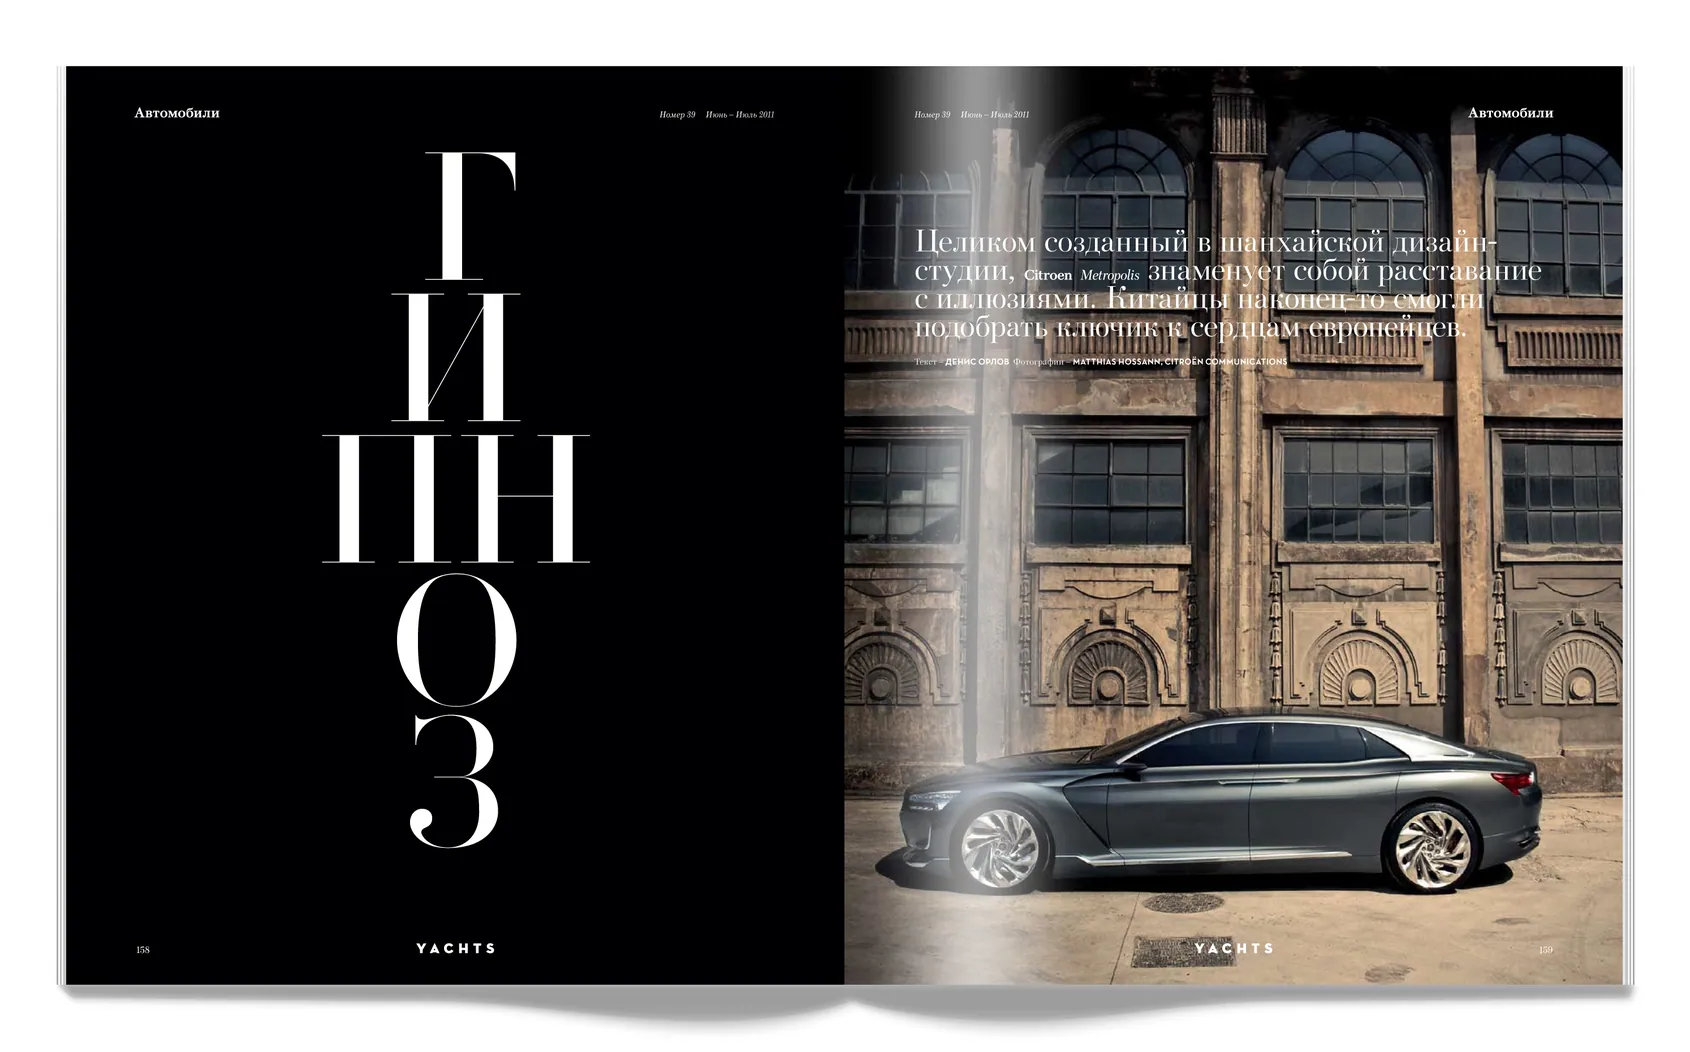 Автомобили
Номер 39 Июнь – Июль 2011
Г
И
ПН
О
З
158
YACHTS
Номер 39 Июнь – Июль 2011
Автомобили
Целиком созданный в шанхайской дизайн-
студии, Citroen Metropolis знаменует собой расставание
с иллюзиями. Китайцы наконец-то смогли
подобрать ключик к сердцам европейцев.
Текст – ДЕНИС ОРЛОВ Фотографии – MATTHIAS HOSSANN, CITROËN COMMUNICATIONS
YACHTS
159